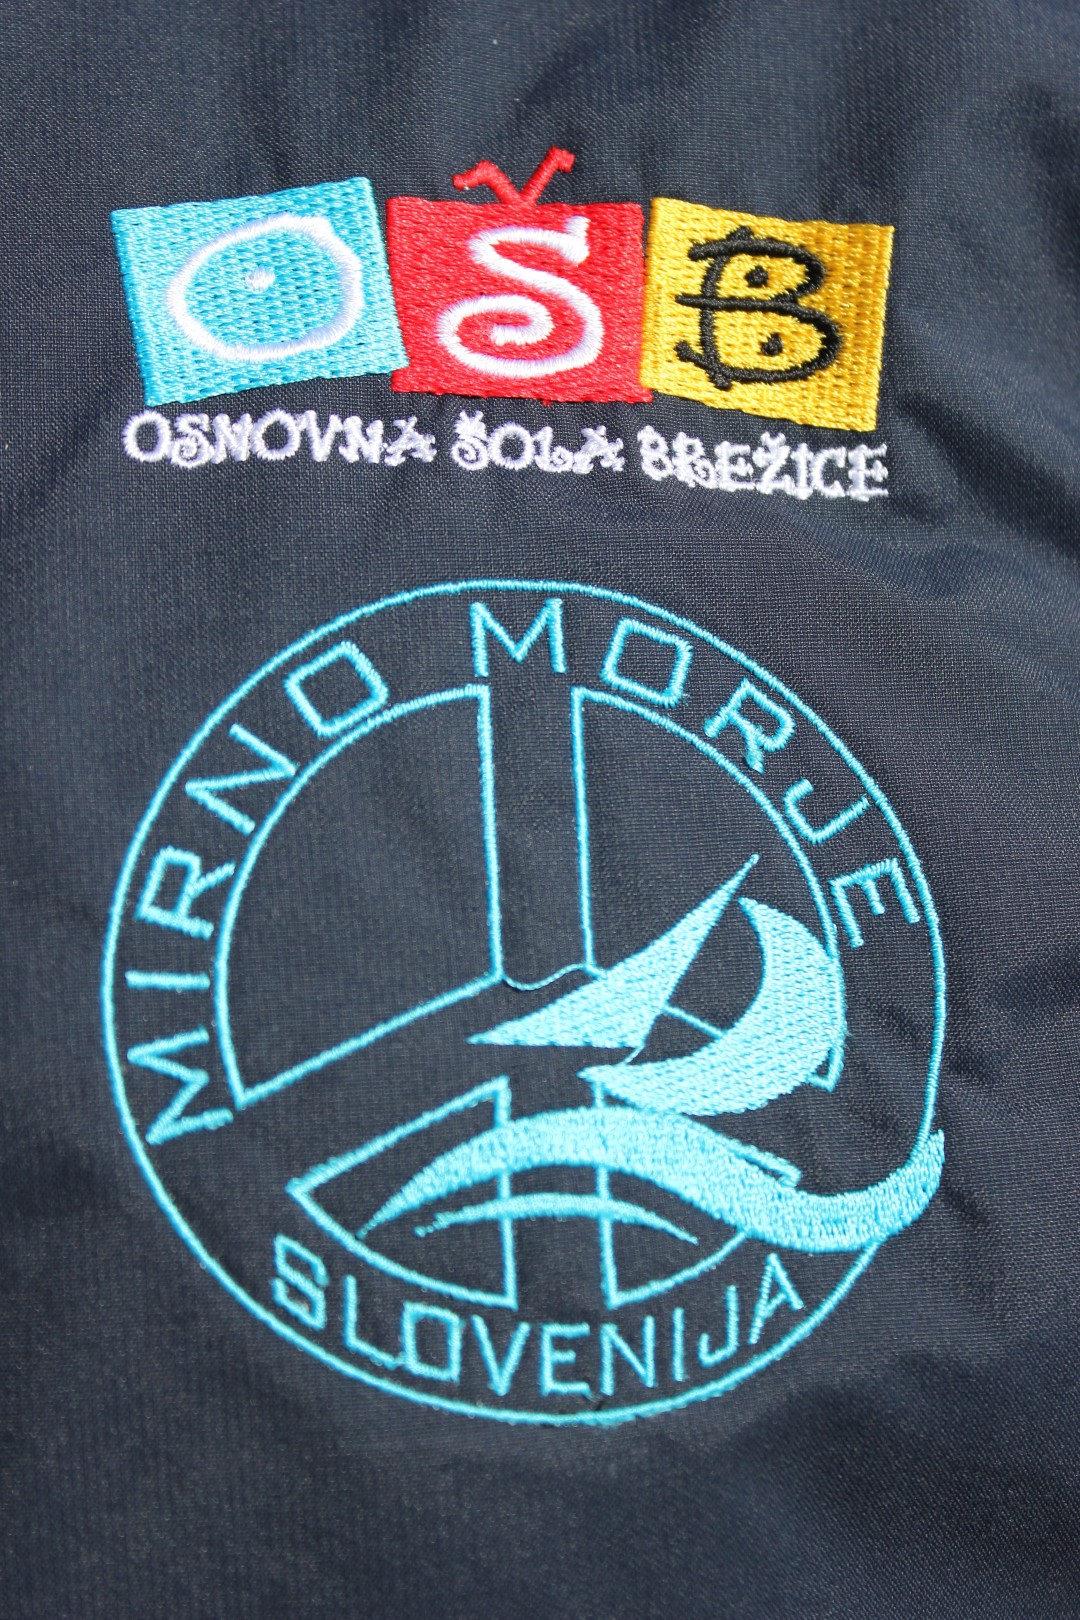 OŠB
OSNOVNA ŠOLA BREŽICE
MIRNO MORJE
SLOVENIJA